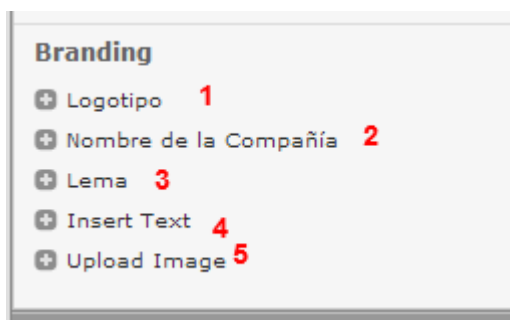 Branding
Logotipo 1
Nombre de la Compañía 2
Lema 3
Insert Text 4
Upload Image 5